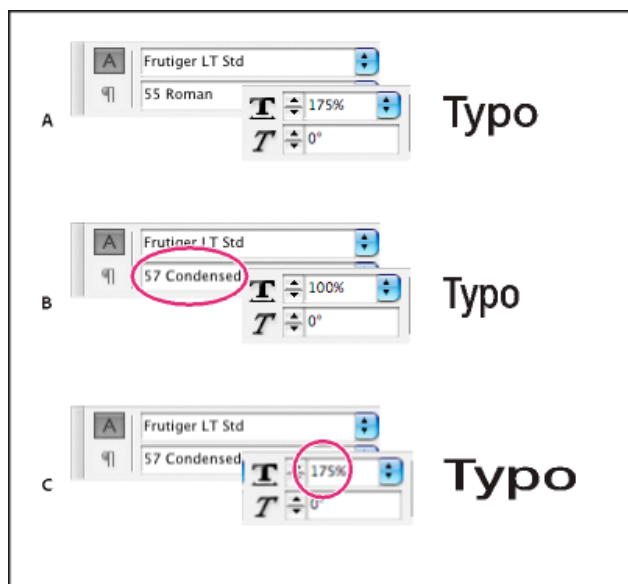 A Frutiger LT Std
¶ 55 Roman
T 175%
A
T 0°
Typo
A Frutiger LT Std
¶ 57 Condensed
T 100%
B
T 0°
Typo
A Frutiger LT Std
¶ 57 Condensed
T 175%
C
T 0°
Typo